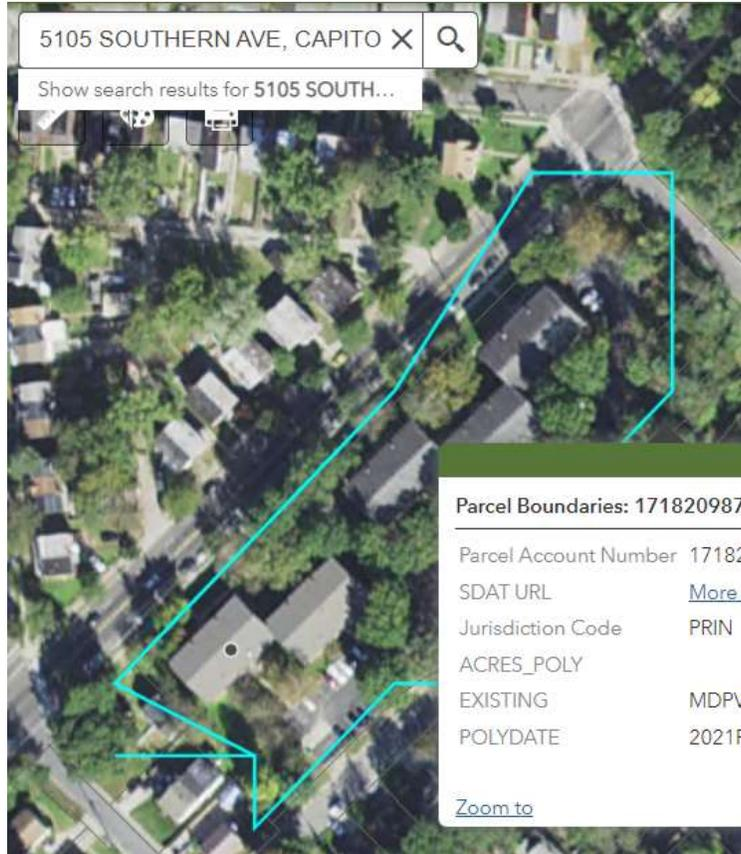 5105 SOUTHERN AVE, CAPITO
Show search results for 5105 SOUTH...
Parcel Boundaries: 171820987
Parcel Account Number 17182
SDAT URL More
Jurisdiction Code PRIN
ACRES_POLY
EXISTING MDPV
POLYDATE 2021
Zoom to